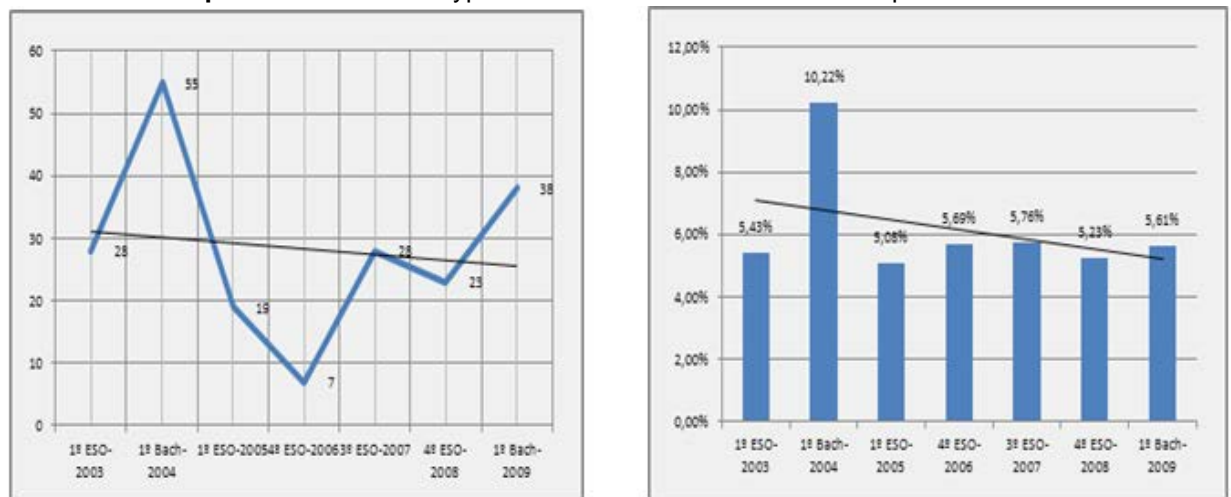 60
50
40
30
20
10
0
55
28
19
7
28
23
38
1º ESO-2003
1º Bach-2004
1º ESO-2005
4º ESO-2006
3º ESO-2007
4º ESO-2008
1º Bach-2009
12,00%
10,00%
8,00%
6,00%
4,00%
2,00%
0,00%
5,43%
10,22%
5,08%
5,69%
5,76%
5,23%
5,61%
1º ESO-2003
1º Bach-2004
1º ESO-2005
4º ESO-2006
3º ESO-2007
4º ESO-2008
1º Bach-2009